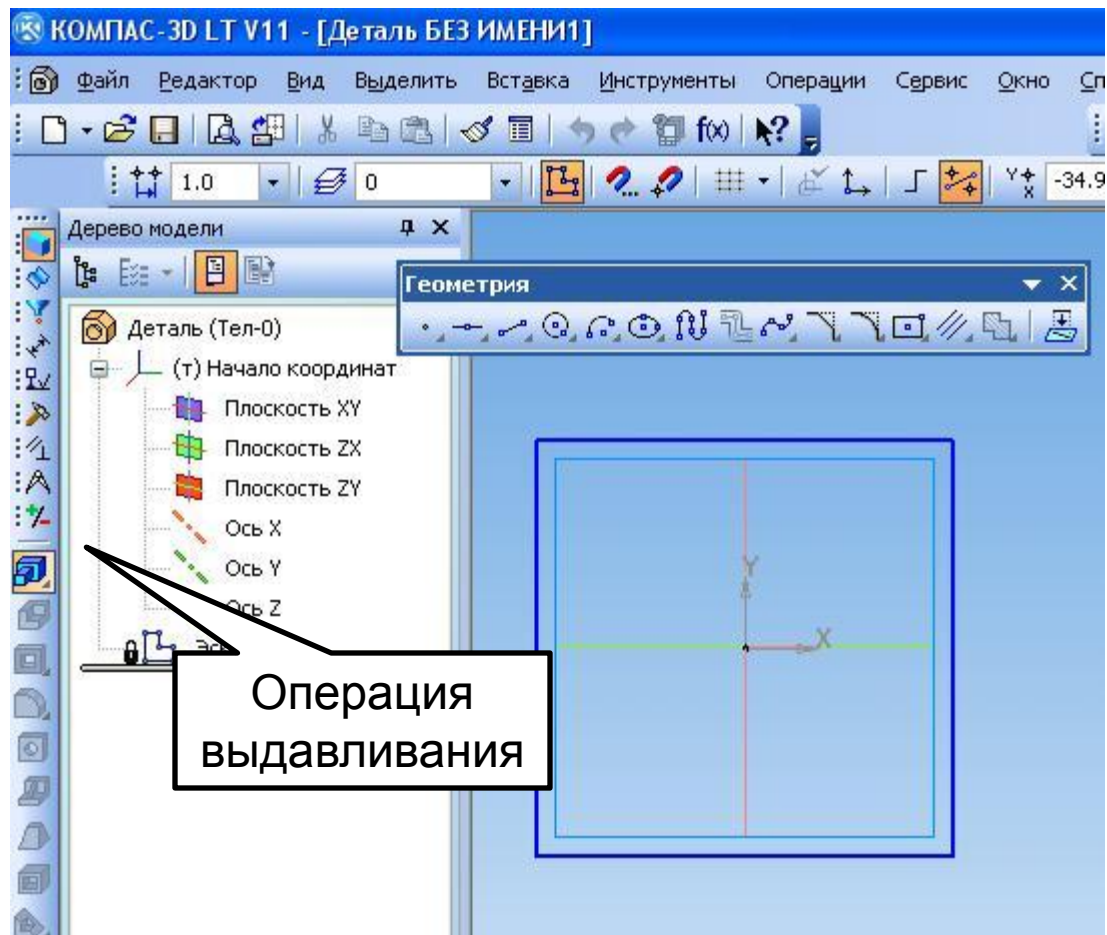 КОМПАС-3D LT V11 - [Деталь БЕЗ ИМЕНИ1]
Файл Редактор Вид Выделить Вставка Инструменты Операции Сервис Окно Сп
f(x)
1.0 0 -34.9
Дерево модели
Геометрия
Деталь (Тел-0)
(т) Начало координат
Плоскость XY
Плоскость ZX
Плоскость ZY
Ось X
Ось Y
Ось Z
Операция
выдавливания
Y
X